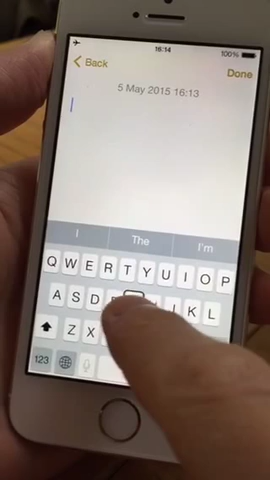 16:14 100%
Back Done
5 May 2015 16:13
I The I'm
Q W E R T Y U I O P
A S D K L
Z X
123